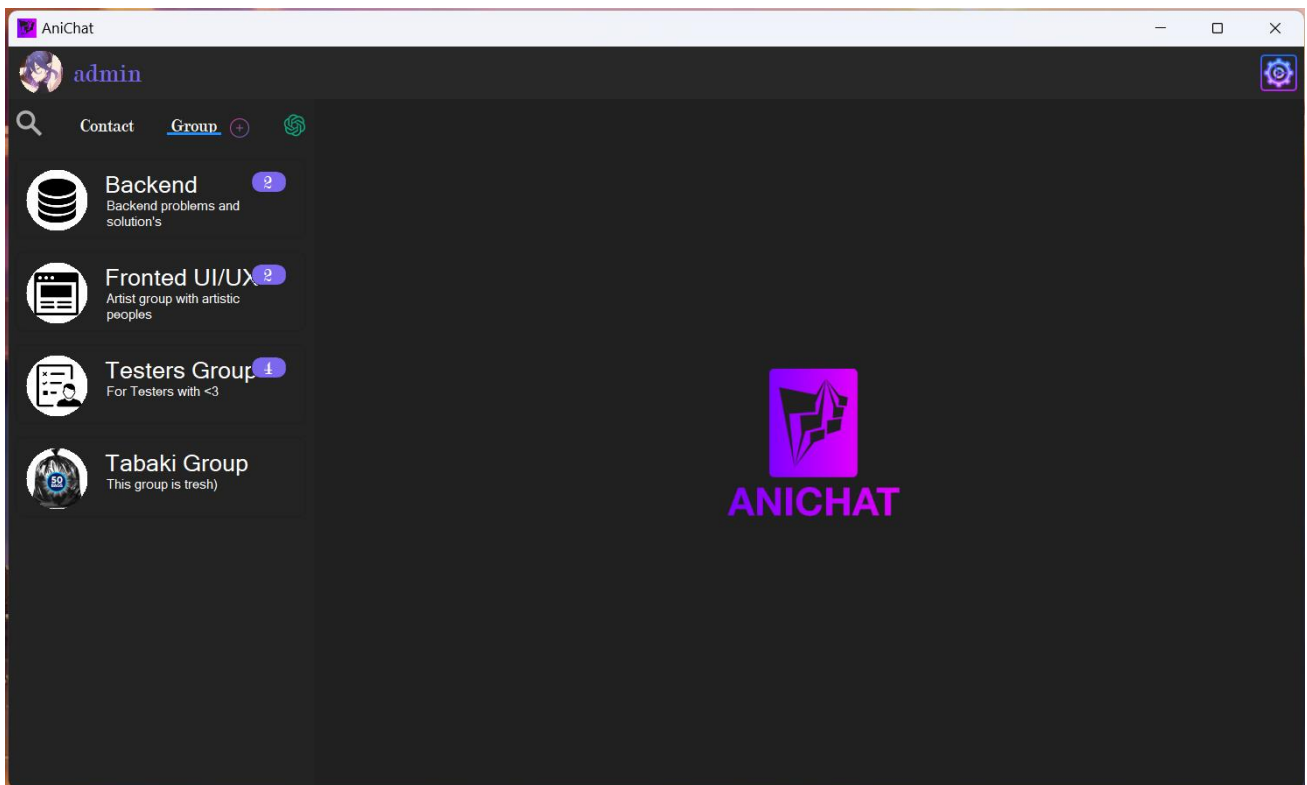 AniChat
admin
Contact Group
Backend 2
Backend problems and
solution's
Fronted UI/UX 2
Artist group with artistic
peoples
Testers Group 4
For Testers with <3
Tabaki Group
This group is tresh)
50
ANICHAT